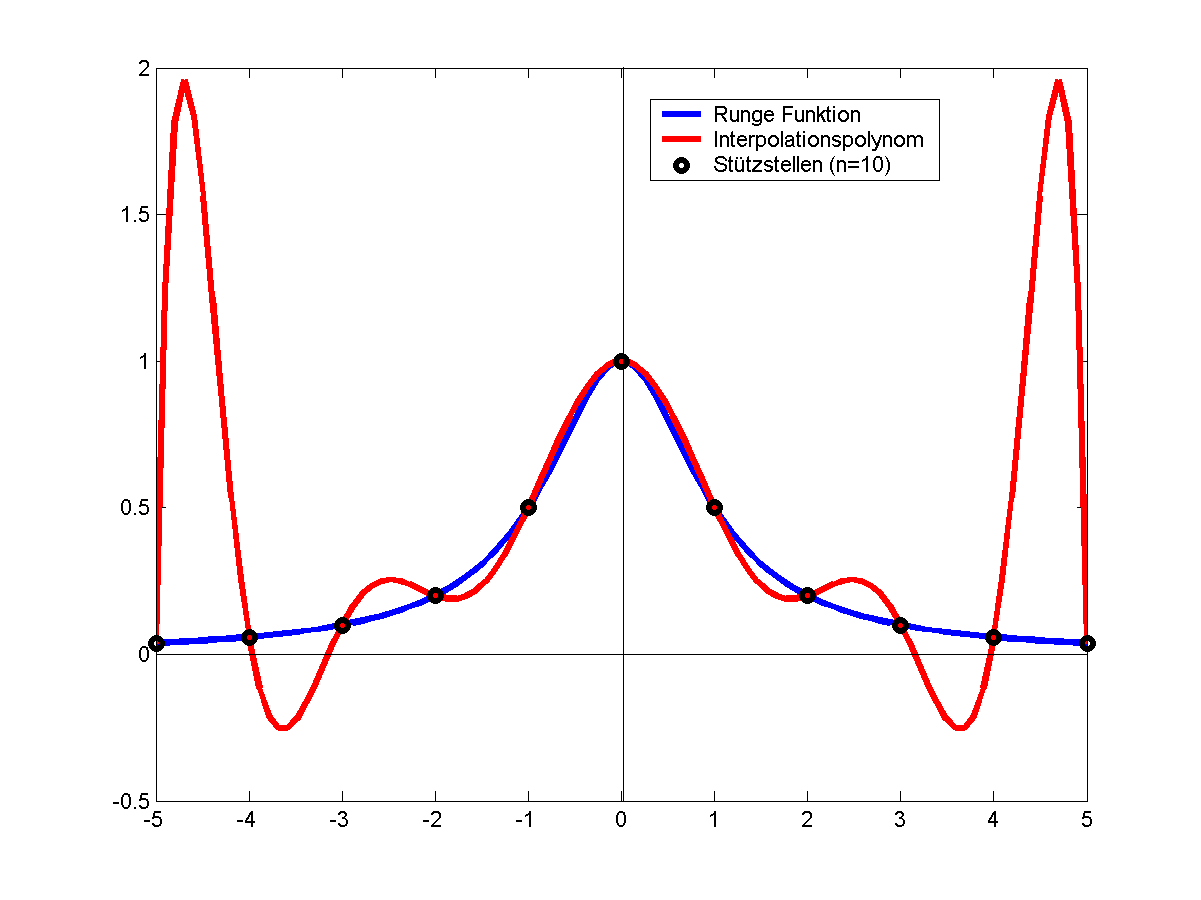 2
Runge Funktion
Interpolationspolynom
Stützstellen (n=10)
1.5
1
0.5
0
-0.5
-5 -4 -3 -2 -1 0 1 2 3 4 5